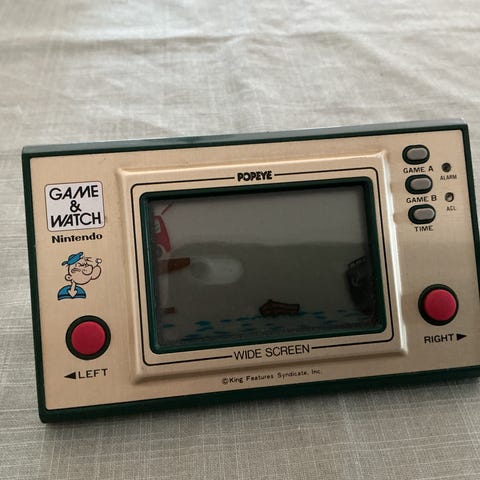 POPEYE
GAME
&
WATCH
Nintendo
GAME A
ALARM
GAME B
ACL
TIME
◄LEFT
RIGHT►
WIDE SCREEN
©King Features Syndicate, Inc.